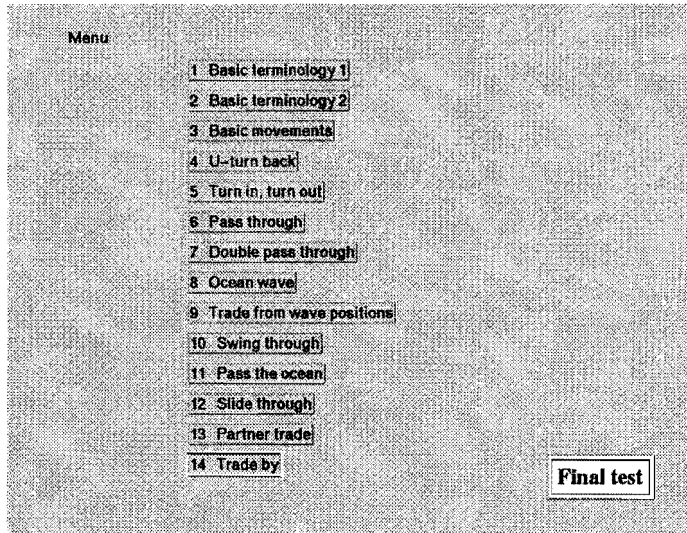 Menu
1 Basic terminology 1
2 Basic terminology 2
3 Basic movements
4 U-turn back
5 Turn in, turn out
6 Pass through
7 Double pass through
8 Ocean wave
9 Trade from wave positions
10 Swing through
11 Pass the ocean
12 Slide through
13 Partner trade
14 Trade by
Final test